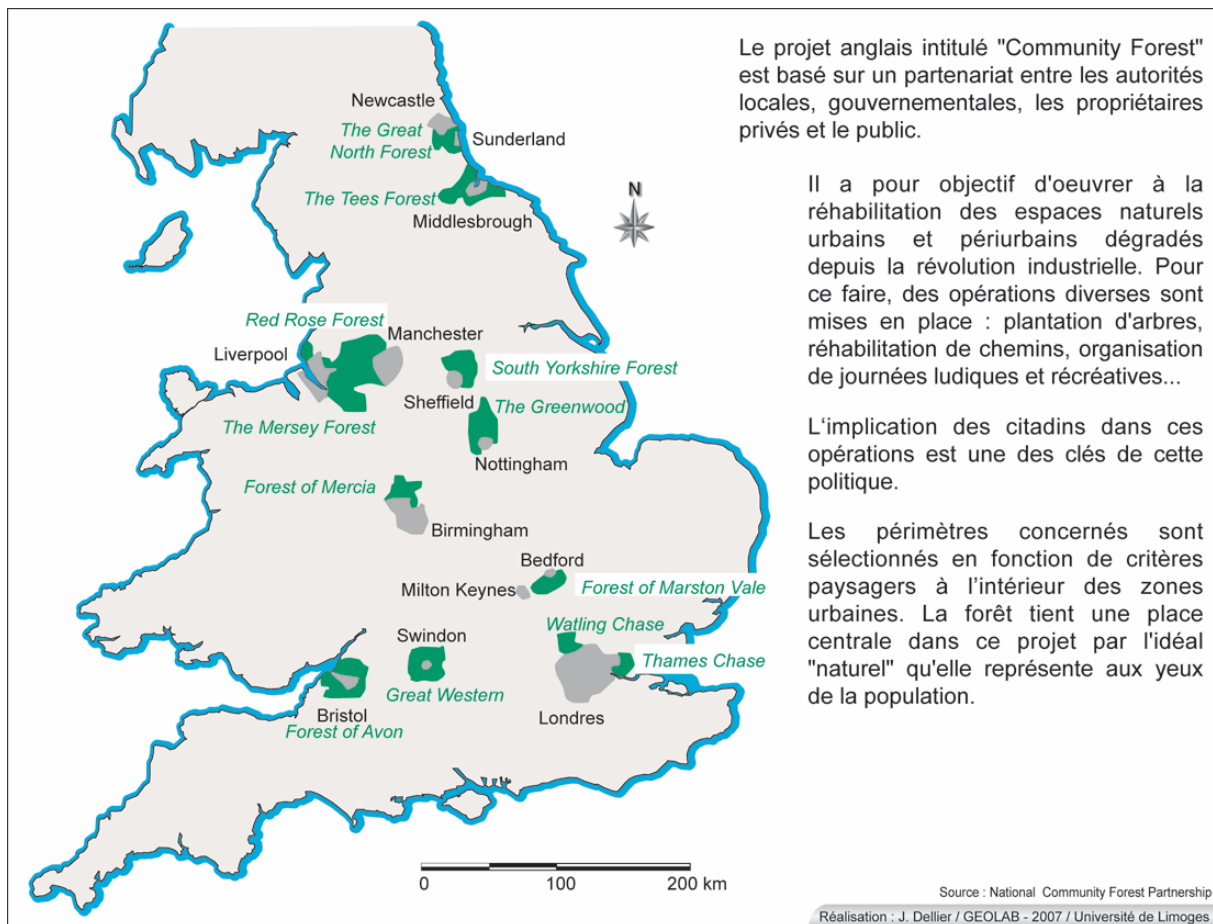 Le projet anglais intitulé "Community Forest"
est basé sur un partenariat entre les autorités
locales, gouvernementales, les propriétaires
privés et le public.
Il a pour objectif d'oeuvrer à la
réhabilitation des espaces naturels
urbains et périurbains dégradés
depuis la révolution industrielle. Pour
ce faire, des opérations diverses sont
mises en place : plantation d'arbres,
réhabilitation de chemins, organisation
de journées ludiques et récréatives...
L'implication des citadins dans ces
opérations est une des clés de cette
politique.
Les périmètres concernés sont
sélectionnés en fonction de critères
paysagers à l'intérieur des zones
urbaines. La forêt tient une place
centrale dans ce projet par l'idéal
"naturel" qu'elle représente aux yeux
de la population.
Newcastle
The Great
North Forest
Sunderland
The Tees Forest
Middlesbrough
N
Red Rose Forest
Manchester
Liverpool
South Yorkshire Forest
Sheffield
The Greenwood
The Mersey Forest
Nottingham
Forest of Mercia
Birmingham
Bedford
Milton Keynes
Forest of Marston Vale
Watling Chase
Swindon
Thames Chase
Great Western
Bristol
Londres
Forest of Avon
0 100 200 km
Source : National Community Forest Partnership
Réalisation : J. Dellier / GEOLAB - 2007 / Université de Limoges